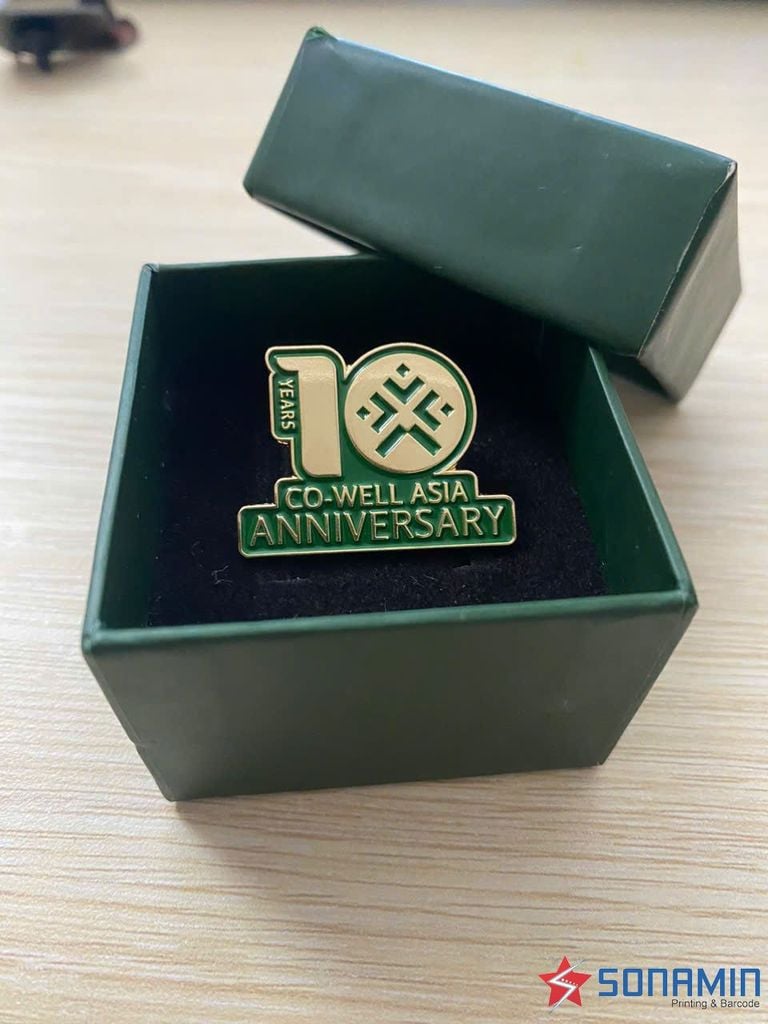 10
YEARS
CO-WELL ASIA
ANNIVERSARY
SONAMIN
Printing & Barcode